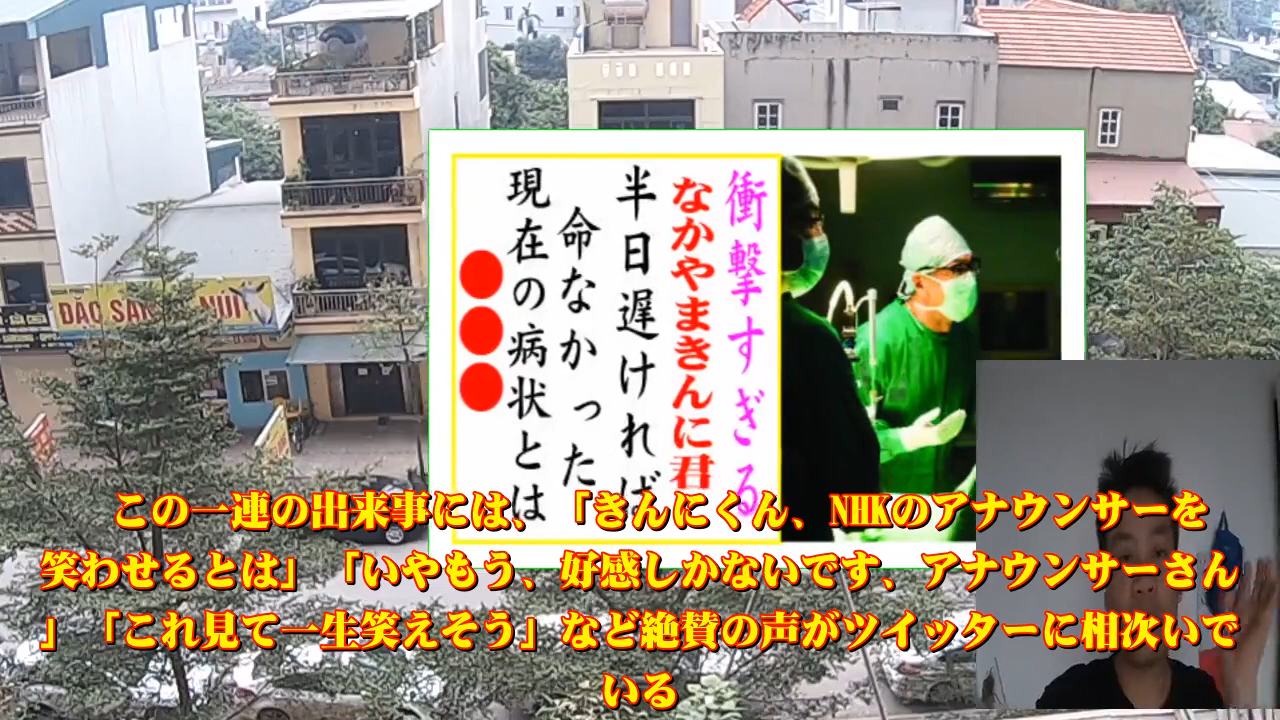 ĐẶC SẢN
NÚI
衝撃すぎる
なかやまきんに君
半日遅ければ
命なかった
現在の病状とは
この一連の出来事には、「きんにくん、NHKのアナウンサーを
笑わせるとは」「いやもう、好感しかないです、アナウンサーさん
」「これ見て一生笑えそう」など絶賛の声がツイッターに相次いで
いる